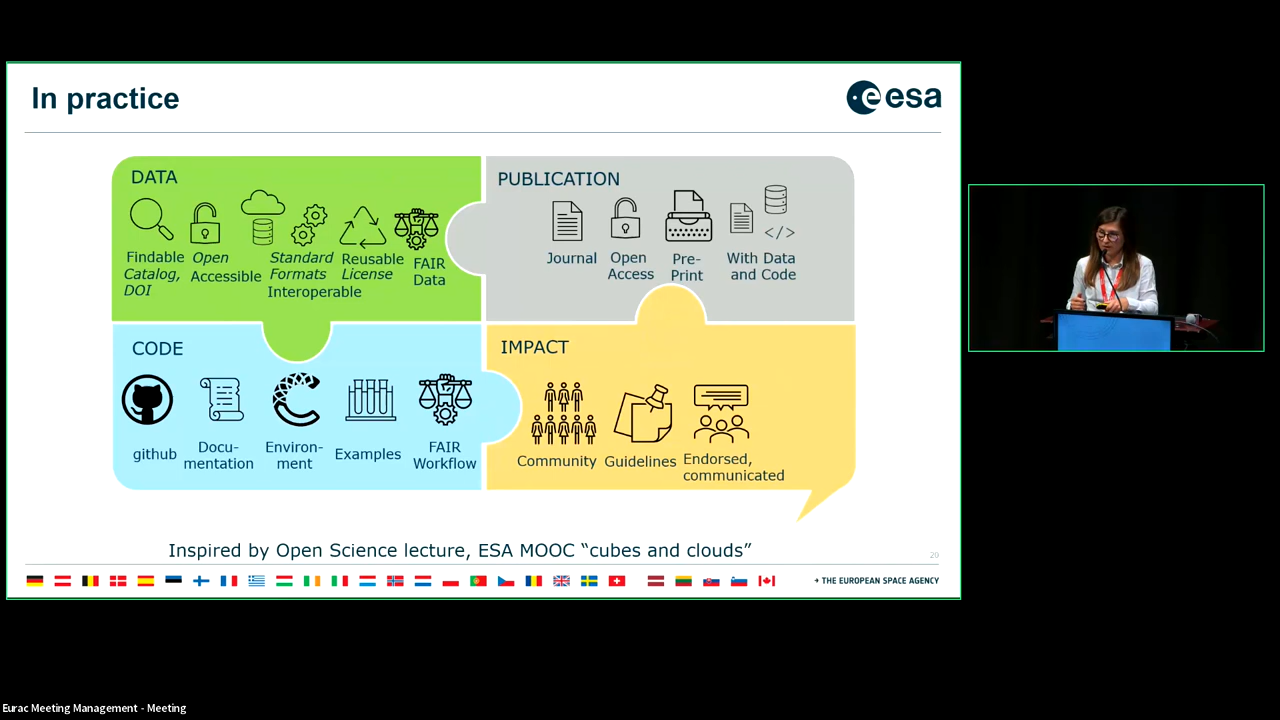 In practice
esa
DATA
Findable
Catalog,
DOI
Open
Accessible
Standard
Formats
Interoperable
Reusable
License
FAIR
Data
PUBLICATION
Journal
Open
Access
Pre-
Print
</>
With Data
and Code
CODE
github
Docu-
mentation
Environ-
ment
Examples
FAIR
Workflow
IMPACT
Community
Guidelines
Endorsed,
communicated
Inspired by Open Science lecture, ESA MOOC “cubes and clouds”
20
→ THE EUROPEAN SPACE AGENCY
Eurac Meeting Management - Meeting